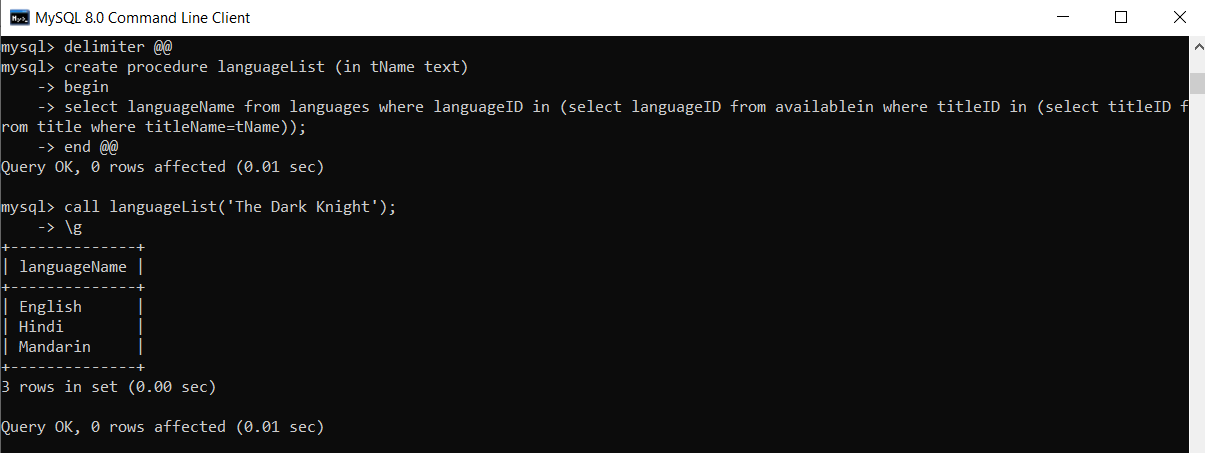 MySQL 8.0 Command Line Client
mysql> delimiter @@
mysql> create procedure languageList (in tName text)
    -> begin
    -> select languageName from languages where languageID in (select languageID from availablein where titleID in (select titleID f
rom title where titleName=tName));
    -> end @@
Query OK, 0 rows affected (0.01 sec)

mysql> call languageList('The Dark Knight');
    -> \g
+--------------+
| languageName |
+--------------+
| English      |
| Hindi        |
| Mandarin     |
+--------------+
3 rows in set (0.00 sec)

Query OK, 0 rows affected (0.01 sec)